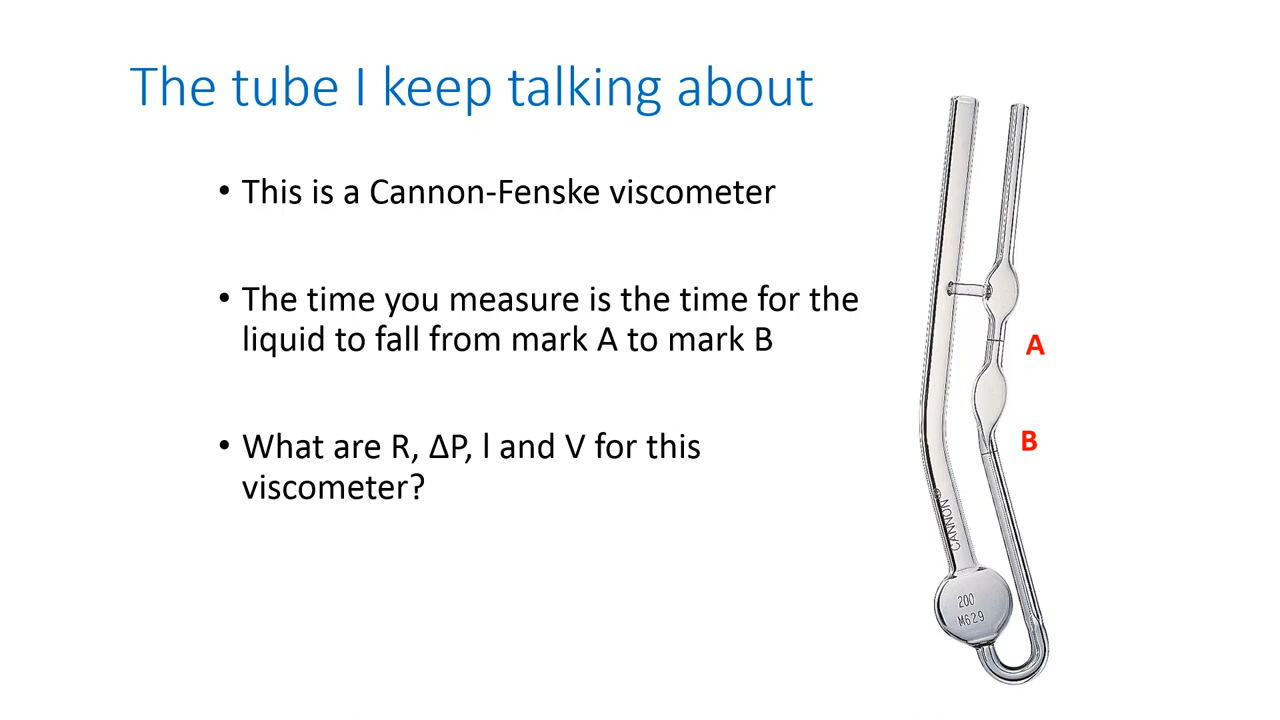 The tube I keep talking about
• This is a Cannon-Fenske viscometer
• The time you measure is the time for the
liquid to fall from mark A to mark B
• What are R, ΔP, l and V for this
viscometer?
A
B
CANNON®
200
M629